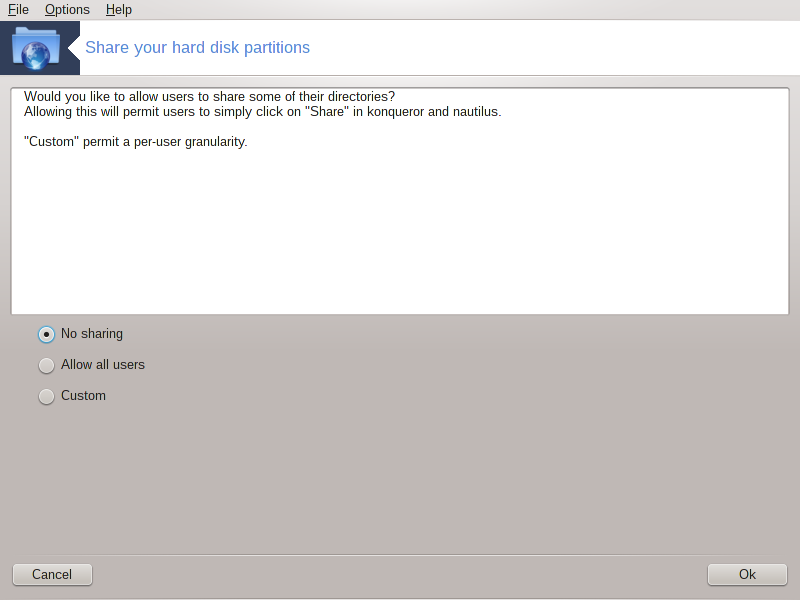 File Options Help
Share your hard disk partitions
Would you like to allow users to share some of their directories?
Allowing this will permit users to simply click on "Share" in konqueror and nautilus.
"Custom" permit a per-user granularity.
No sharing
Allow all users
Custom
Cancel Ok